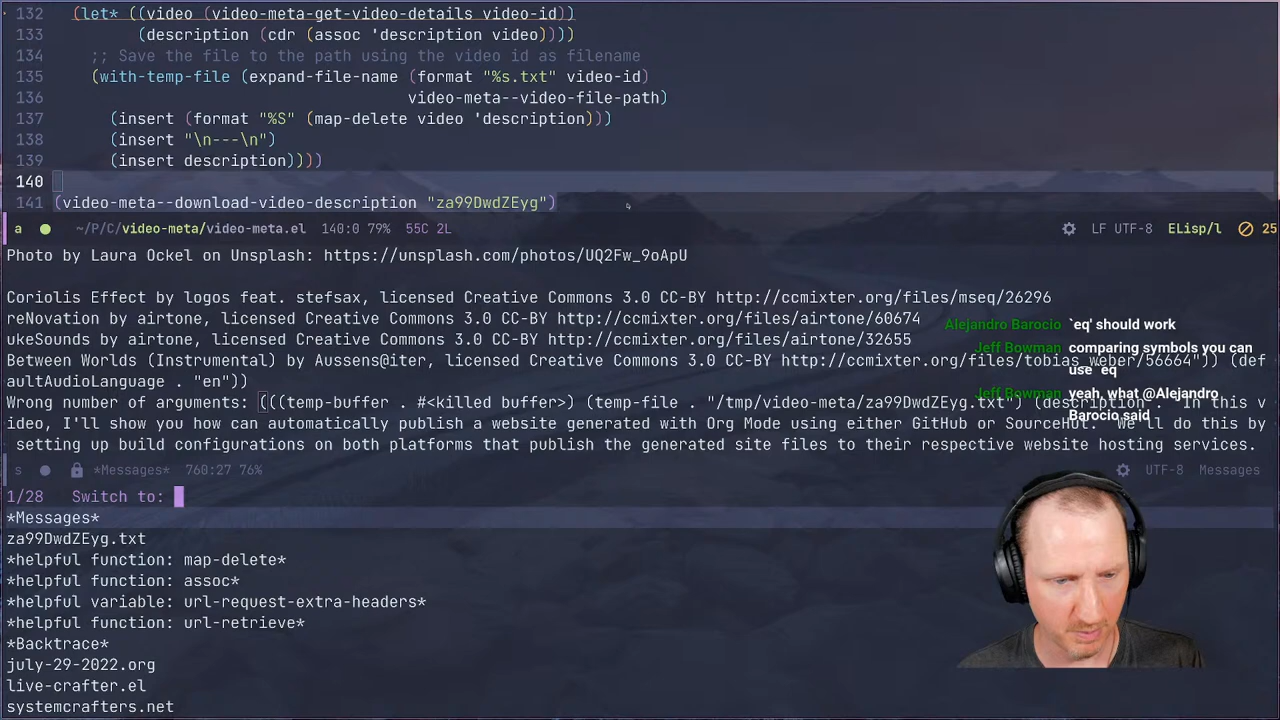 132 (let* ((video (video-meta-get-video-details video-id))
133 (description (cdr (assoc 'description video))))
134 ;; Save the file to the path using the video id as filename
135 (with-temp-file (expand-file-name (format "%s.txt" video-id)
136 video-meta--video-file-path)
137 (insert (format "%S" (map-delete video 'description)))
138 (insert "\n---\n")
139 (insert description))))
140
141 (video-meta--download-video-description "za99DwdZEyg")
a ~/P/C/video-meta/video-meta.el 140:0 79% 55C 2L LF UTF-8 ELisp/l 25
Photo by Laura Ockel on Unsplash: https://unsplash.com/photos/UQ2Fw_9oApU
Coriolis Effect by logos feat. stefsax, licensed Creative Commons 3.0 CC-BY http://ccmixter.org/files/mseq/26296
reNovation by airtone, licensed Creative Commons 3.0 CC-BY http://ccmixter.org/files/airtone/60674
Alejandro Barocio `eq' should work
ukeSounds by airtone, licensed Creative Commons 3.0 CC-BY http://ccmixter.org/files/airtone/32655
Jeff Bowman comparing symbols you can
use `eq
Between Worlds (Instrumental) by Aussens@iter, licensed Creative Commons 3.0 CC-BY http://ccmixter.org/files/tobias_weber/56664")) (def
aultAudioLanguage . "en"))
Jeff Bowman yeah, what @Alejandro
Barocio said
Wrong number of arguments: (((temp-buffer . #<killed buffer>) (temp-file . "/tmp/video-meta/za99DwdZEyg.txt") (description . "In this v
ideo, I'll show you how can automatically publish a website generated with Org Mode using either GitHub or SourceHut. We'll do this by
setting up build configurations on both platforms that publish the generated site files to their respective website hosting services.
s *Messages* 760:27 76% UTF-8 Messages
1/28 Switch to:
*Messages*
za99DwdZEyg.txt
*helpful function: map-delete*
*helpful function: assoc*
*helpful variable: url-request-extra-headers*
*helpful function: url-retrieve*
*Backtrace*
july-29-2022.org
live-crafter.el
systemcrafters.net